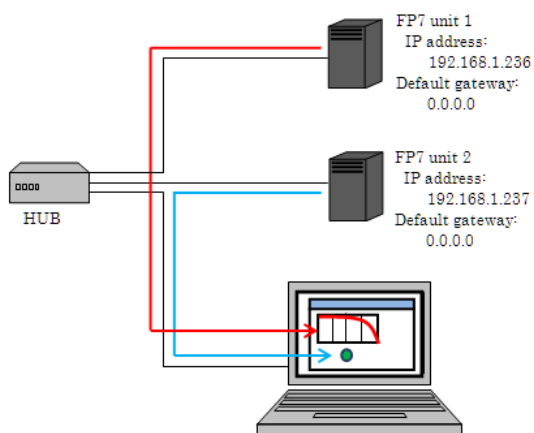 FP7 unit 1
IP address:
192.168.1.236
Default gateway:
0.0.0.0
FP7 unit 2
IP address:
192.168.1.237
Default gateway:
0.0.0.0
HUB